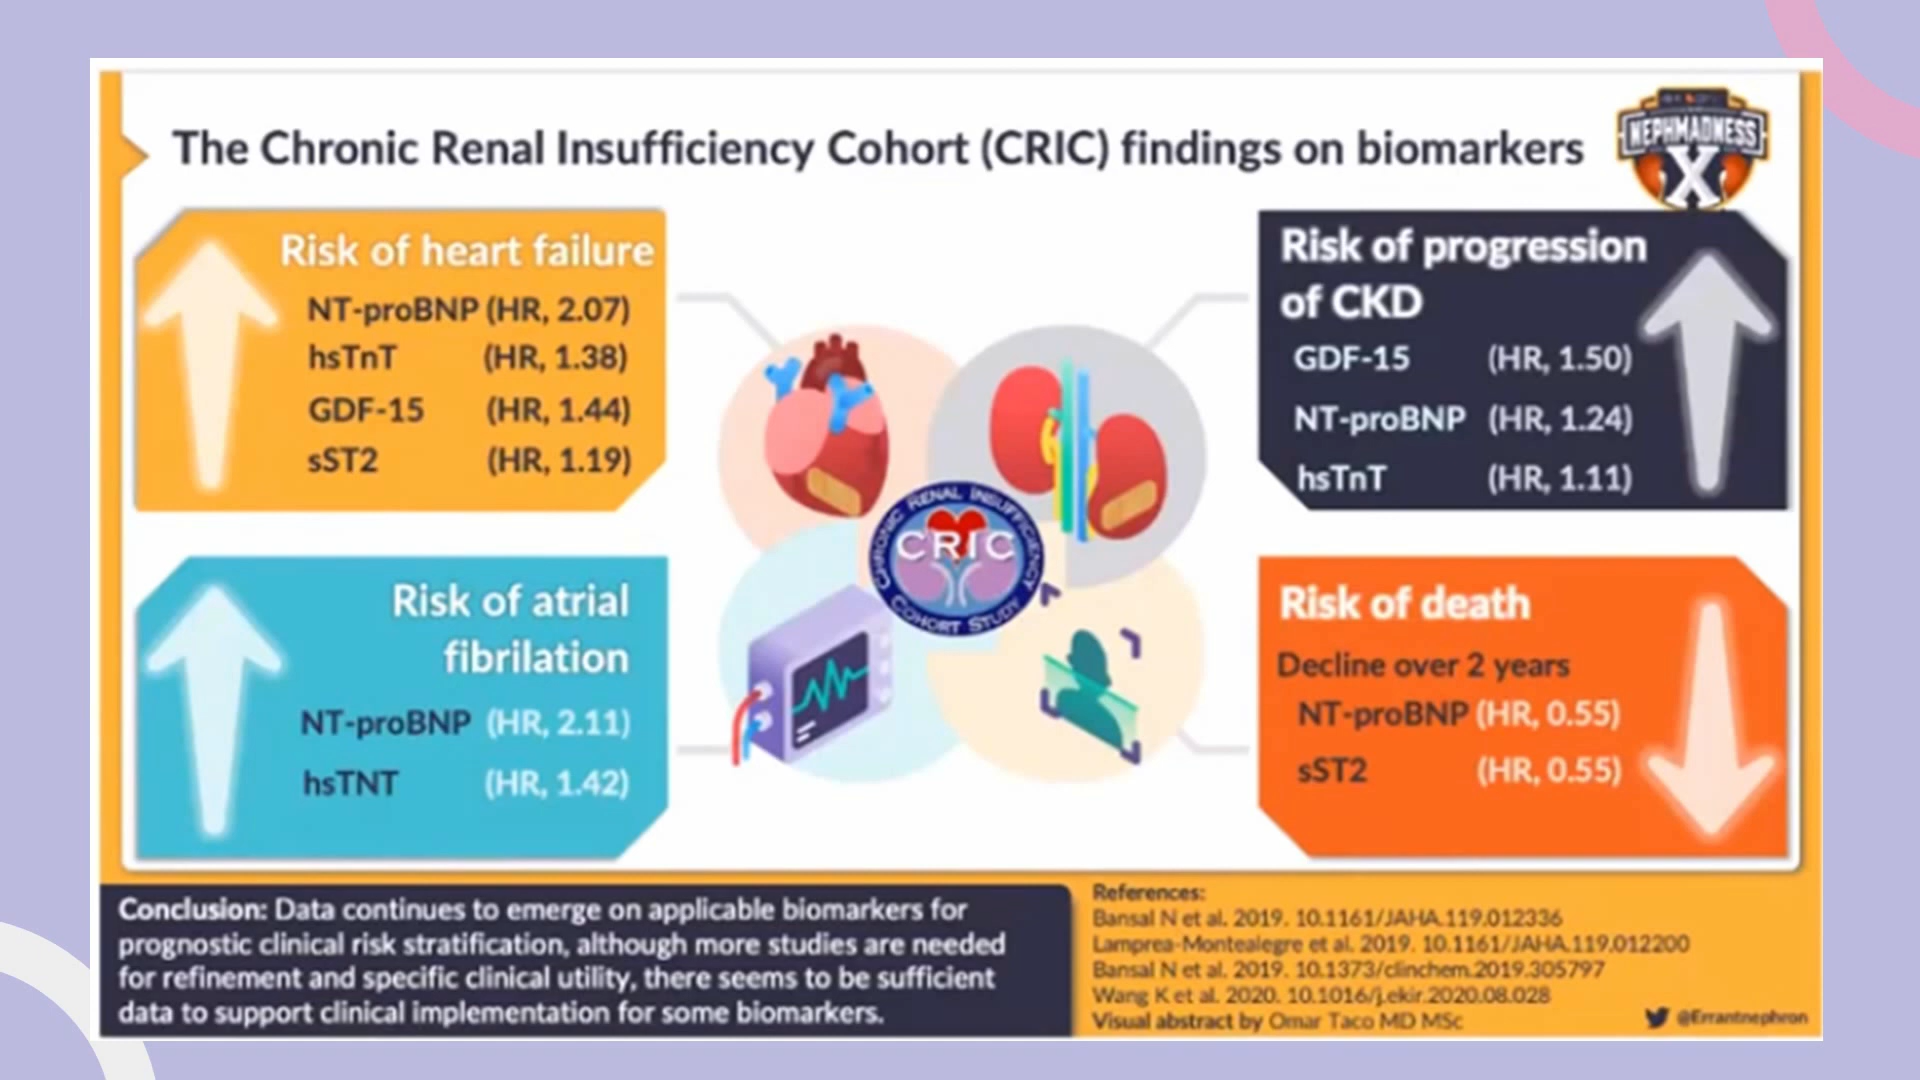 The Chronic Renal Insufficiency Cohort (CRIC) findings on biomarkers
NEPHMADNESS
X
Risk of heart failure
NT-proBNP (HR, 2.07)
hsTnT (HR, 1.38)
GDF-15 (HR, 1.44)
sST2 (HR, 1.19)
Risk of progression
of CKD
GDF-15 (HR, 1.50)
NT-proBNP (HR, 1.24)
hsTnT (HR, 1.11)
CHRONIC RENAL INSUFFICIENCY
CRIC
COHORT STUDY
Risk of atrial
fibrilation
NT-proBNP (HR, 2.11)
hsTNT (HR, 1.42)
Risk of death
Decline over 2 years
NT-proBNP (HR, 0.55)
sST2 (HR, 0.55)
Conclusion: Data continues to emerge on applicable biomarkers for
prognostic clinical risk stratification, although more studies are needed
for refinement and specific clinical utility, there seems to be sufficient
data to support clinical implementation for some biomarkers.
References:
Bansal N et al. 2019. 10.1161/JAHA.119.012336
Lamprea-Montealegre et al. 2019. 10.1161/JAHA.119.012200
Bansal N et al. 2019. 10.1373/clinchem.2019.305797
Wang K et al. 2020. 10.1016/j.ekir.2020.08.028
Visual abstract by Omar Taco MD MSc
@Errantnephron